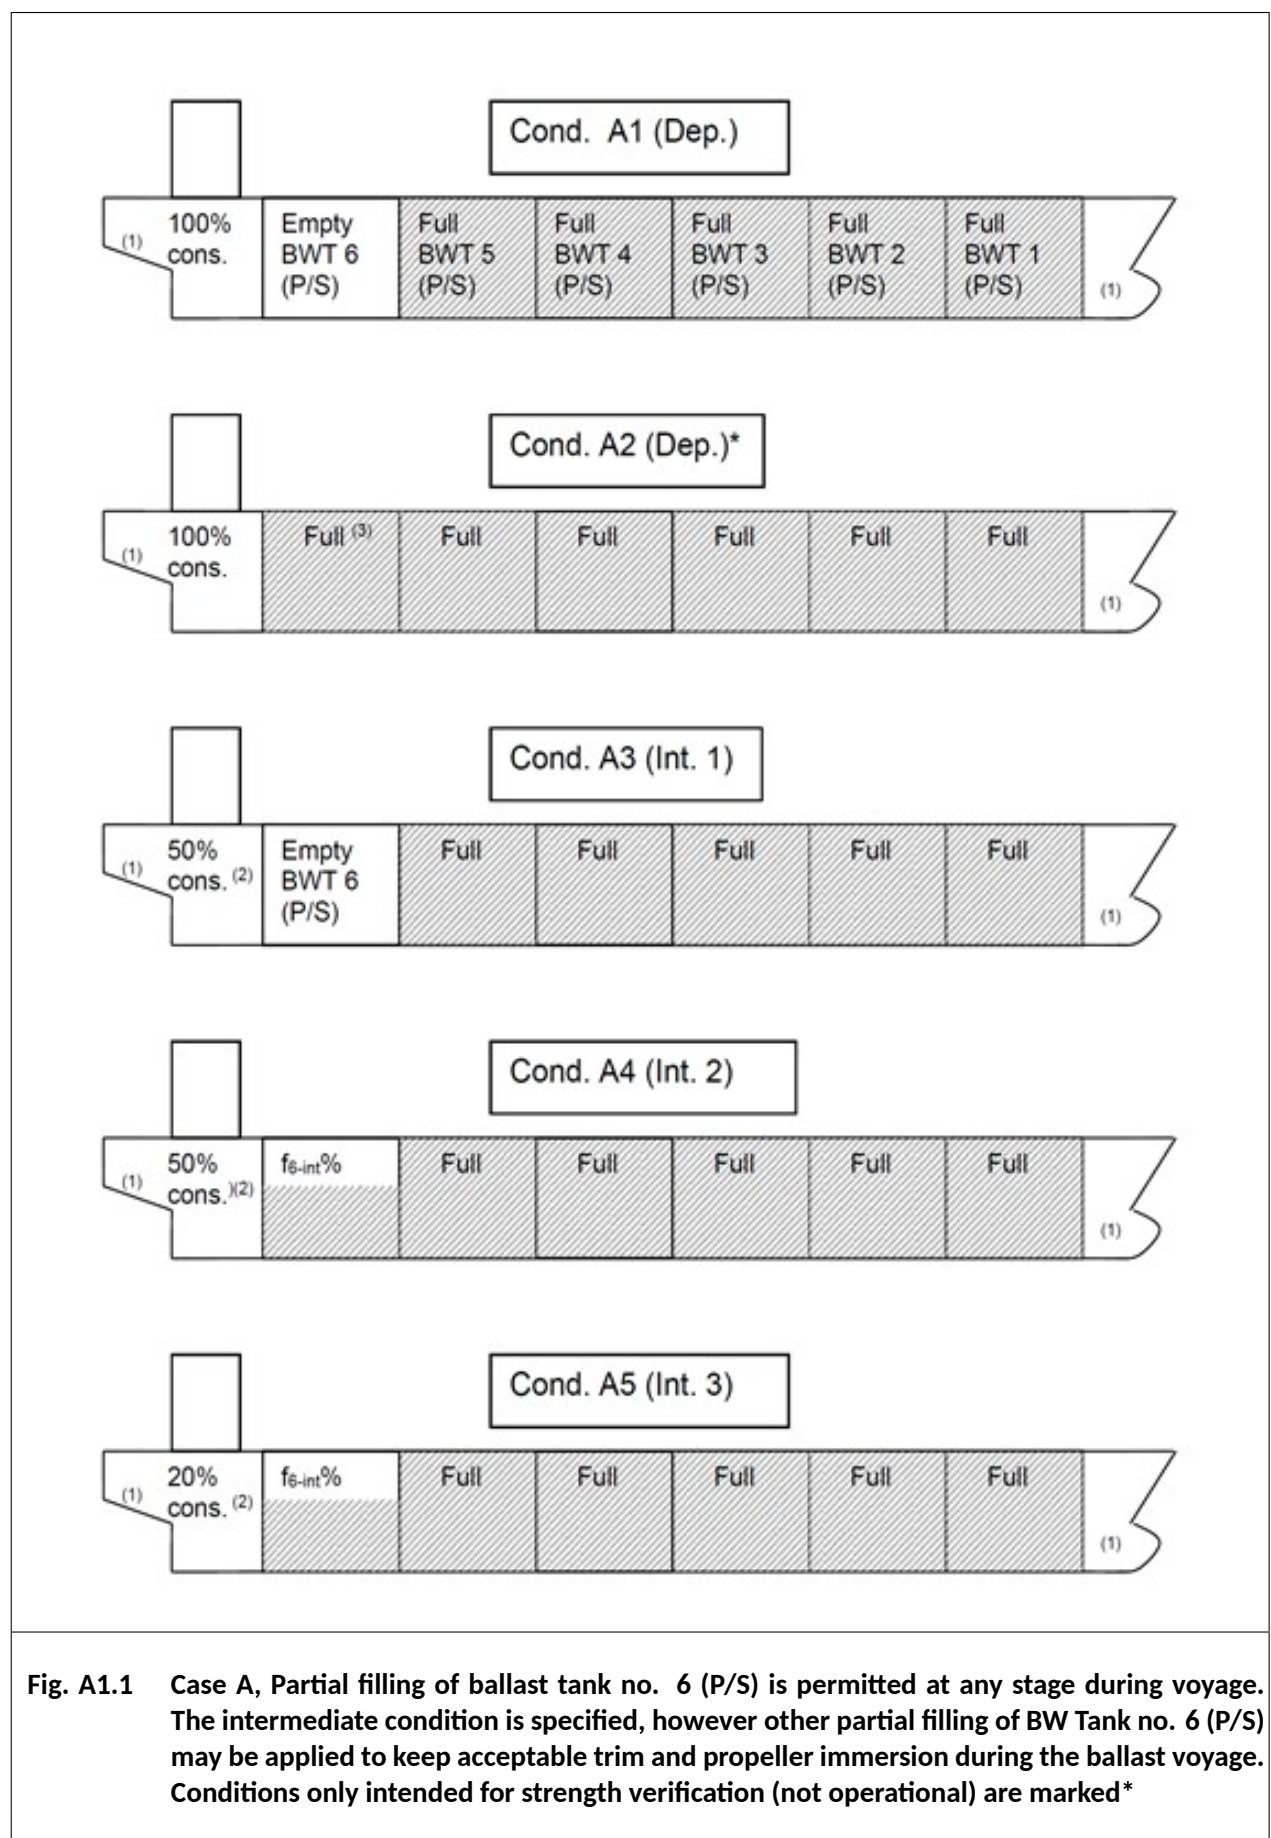 Cond. A1 (Dep.)
(1) 100% Empty Full Full Full Full Full
cons. BWT 6 BWT 5 BWT 4 BWT 3 BWT 2 BWT 1
(P/S) (P/S) (P/S) (P/S) (P/S) (P/S) (1)
Cond. A2 (Dep.)*
(1) 100% Full (3) Full Full Full Full Full
cons.
(1)
Cond. A3 (Int. 1)
(1) 50% Empty Full Full Full Full Full
cons. (2) BWT 6
(P/S) (1)
Cond. A4 (Int. 2)
(1) 50% f6-int% Full Full Full Full Full
cons.)(2)
(1)
Cond. A5 (Int. 3)
(1) 20% f6-int% Full Full Full Full Full
cons. (2)
(1)
Fig. A1.1 Case A, Partial filling of ballast tank no. 6 (P/S) is permitted at any stage during voyage.
The intermediate condition is specified, however other partial filling of BW Tank no. 6 (P/S)
may be applied to keep acceptable trim and propeller immersion during the ballast voyage.
Conditions only intended for strength verification (not operational) are marked*